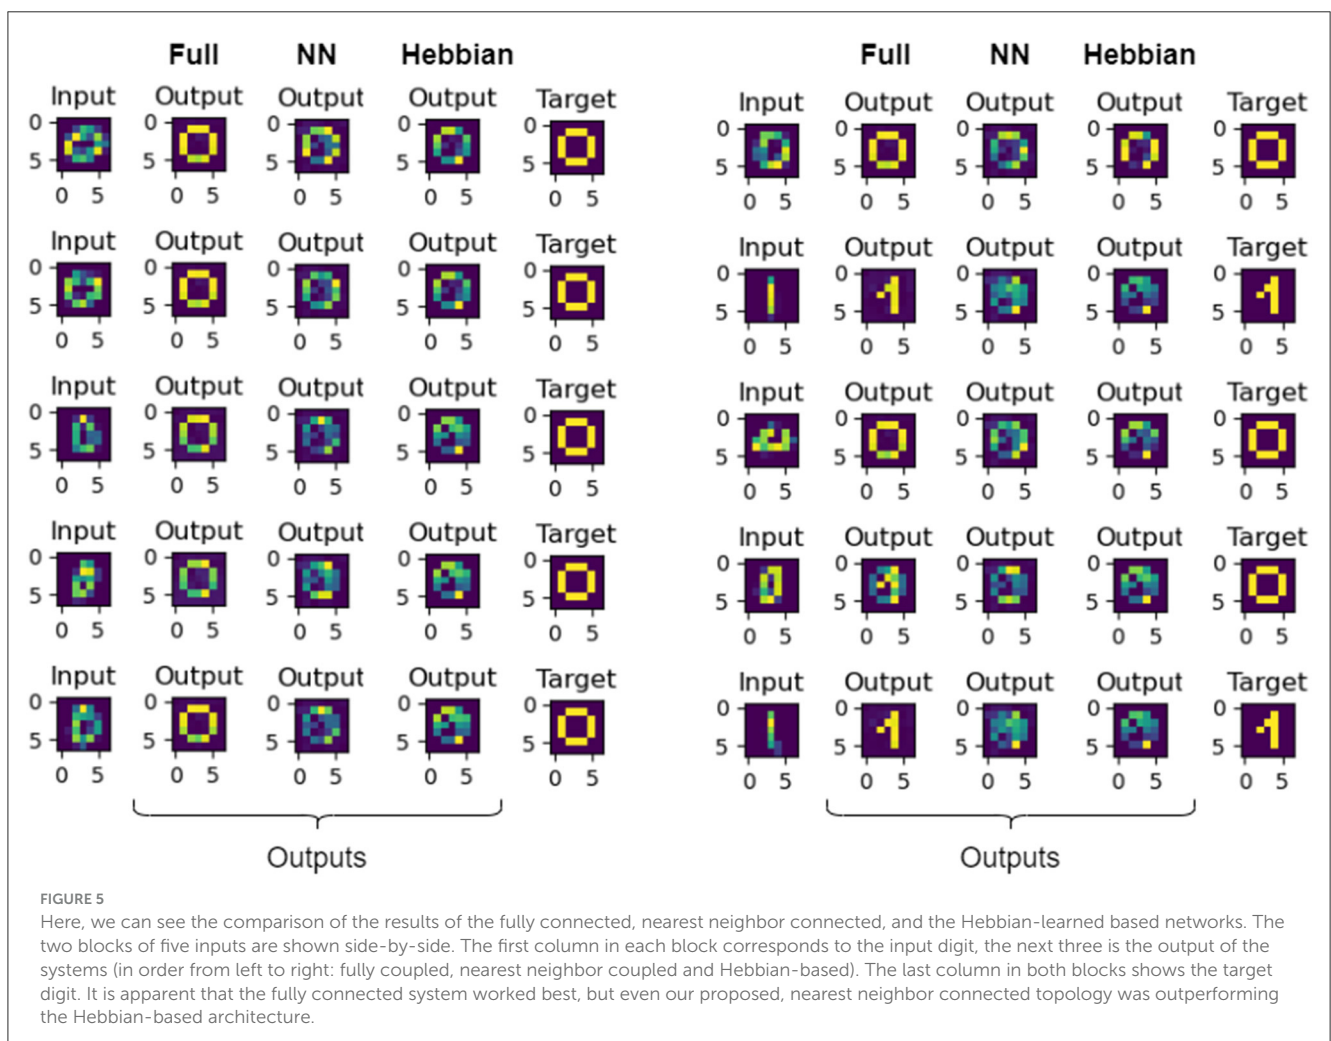 Full NN Hebbian Full NN Hebbian
Input Output Output Output Target Input Output Output Output Target
0 0 0 0 0 0 0 0 0 0
5 5 5 5 5 5 5 5 5 5
0 5 0 5 0 5 0 5 0 5 0 5 0 5 0 5 0 5 0 5
Input Output Output Output Target Input Output Output Output Target
0 0 0 0 0 0 0 0 0 0
5 5 5 5 5 5 5 5 5 5
0 5 0 5 0 5 0 5 0 5 0 5 0 5 0 5 0 5 0 5
Input Output Output Output Target Input Output Output Output Target
0 0 0 0 0 0 0 0 0 0
5 5 5 5 5 5 5 5 5 5
0 5 0 5 0 5 0 5 0 5 0 5 0 5 0 5 0 5 0 5
Input Output Output Output Target Input Output Output Output Target
0 0 0 0 0 0 0 0 0 0
5 5 5 5 5 5 5 5 5 5
0 5 0 5 0 5 0 5 0 5 0 5 0 5 0 5 0 5 0 5
Input Output Output Output Target Input Output Output Output Target
0 0 0 0 0 0 0 0 0 0
5 5 5 5 5 5 5 5 5 5
0 5 0 5 0 5 0 5 0 5 0 5 0 5 0 5 0 5 0 5
Outputs Outputs
FIGURE 5
Here, we can see the comparison of the results of the fully connected, nearest neighbor connected, and the Hebbian-learned based networks. The
two blocks of five inputs are shown side-by-side. The first column in each block corresponds to the input digit, the next three is the output of the
systems (in order from left to right: fully coupled, nearest neighbor coupled and Hebbian-based). The last column in both blocks shows the target
digit. It is apparent that the fully connected system worked best, but even our proposed, nearest neighbor connected topology was outperforming
the Hebbian-based architecture.